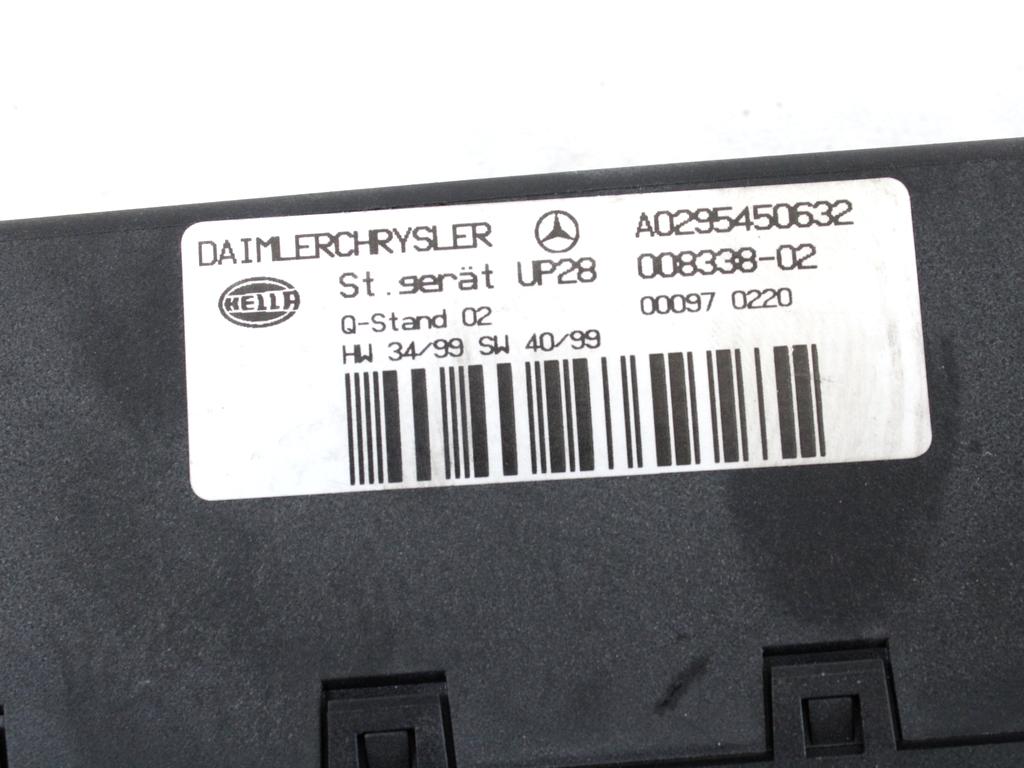 DAIMLERCHRYSLER A0295450632
HELLA St.gerät UP28 008338-02
Q-Stand 02 00097 0220
HW 34/99 SW 40/99